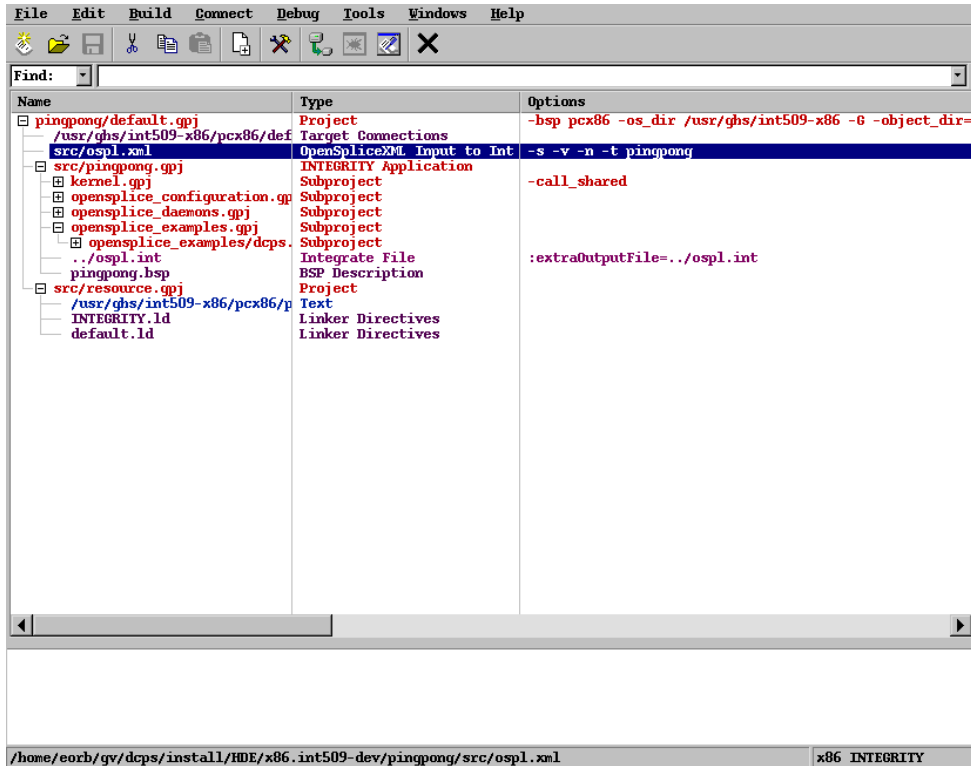 File Edit Build Connect Debug Tools Windows Help
Find:
Name Type Options
pingpong/default.gpj Project -bsp pcx86 -os_dir /usr/ghs/int509-x86 -G -object_dir=
/usr/ghs/int509-x86/pcx86/def Target Connections
src/ospl.xml OpenSpliceXML Input to Int -s -v -n -t pingpong
src/pingpong.gpj INTEGRITY Application
kernel.gpj Subproject -call_shared
opensplice_configuration.gp Subproject
opensplice_daemons.gpj Subproject
opensplice_examples.gpj Subproject
opensplice_examples/dcps. Subproject
../ospl.int Integrate File :extraOutputFile=../ospl.int
pingpong.bsp BSP Description
src/resource.gpj Project
/usr/ghs/int509-x86/pcx86/p Text
INTEGRITY.ld Linker Directives
default.ld Linker Directives
/home/eorb/gv/dcps/install/HDE/x86.int509-dev/pingpong/src/ospl.xml x86 INTEGRITY